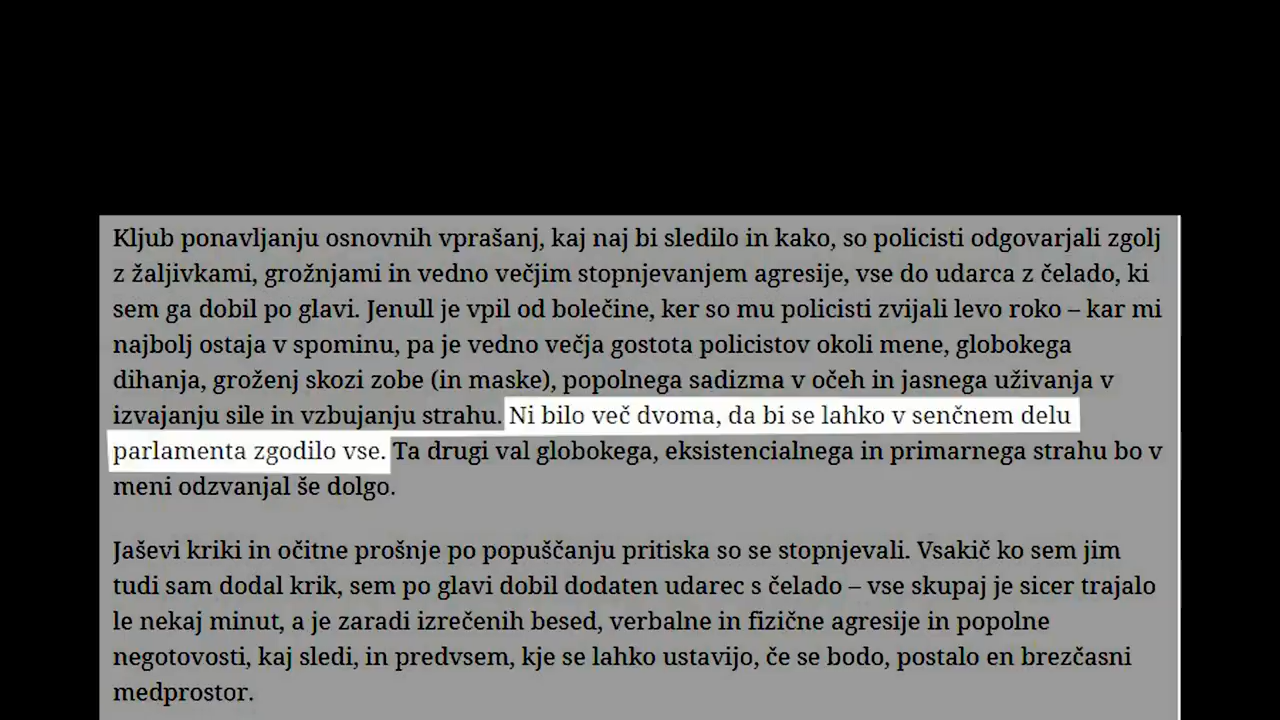 Kljub ponavljanju osnovnih vprašanj, kaj naj bi sledilo in kako, so policisti odgovarjali zgolj
z žaljivkami, grožnjami in vedno večjim stopnjevanjem agresije, vse do udarca z čelado, ki
sem ga dobil po glavi. Jenull je vpil od bolečine, ker so mu policisti zvijali levo roko – kar mi
najbolj ostaja v spominu, pa je vedno večja gostota policistov okoli mene, globokega
dihanja, groženj skozi zobe (in maske), popolnega sadizma v očeh in jasnega uživanja v
izvajanju sile in vzbujanju strahu. Ni bilo več dvoma, da bi se lahko v senčnem delu
parlamenta zgodilo vse. Ta drugi val globokega, eksistencialnega in primarnega strahu bo v
meni odzvanjal še dolgo.
Jaševi kriki in očitne prošnje po popuščanju pritiska so se stopnjevali. Vsakič ko sem jim
tudi sam dodal krik, sem po glavi dobil dodaten udarec s čelado – vse skupaj je sicer trajalo
le nekaj minut, a je zaradi izrečenih besed, verbalne in fizične agresije in popolne
negotovosti, kaj sledi, in predvsem, kje se lahko ustavijo, če se bodo, postalo en brezčasni
medprostor.